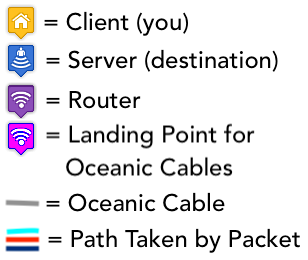 = Client (you)
= Server (destination)
= Router
= Landing Point for
Oceanic Cables
= Oceanic Cable
= Path Taken by Packet